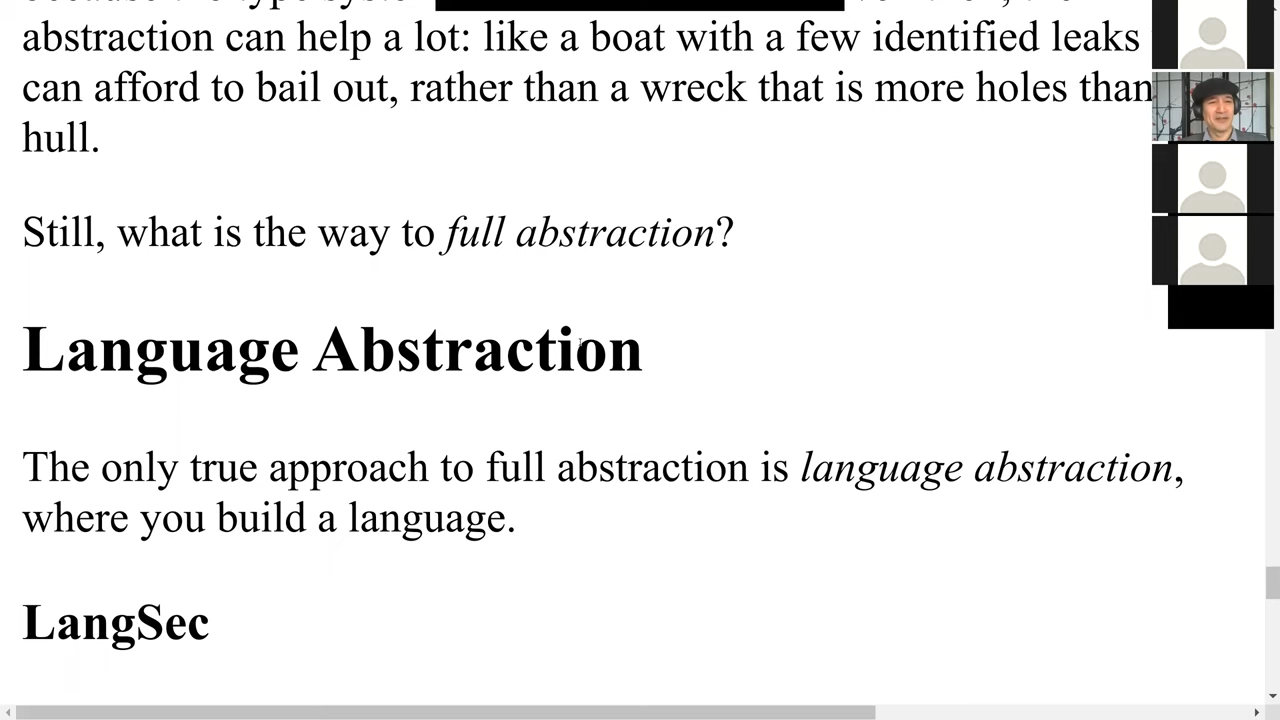 abstraction can help a lot: like a boat with a few identified leaks
can afford to bail out, rather than a wreck that is more holes than
hull.
Still, what is the way to full abstraction?
Language Abstraction
The only true approach to full abstraction is language abstraction,
where you build a language.
LangSec